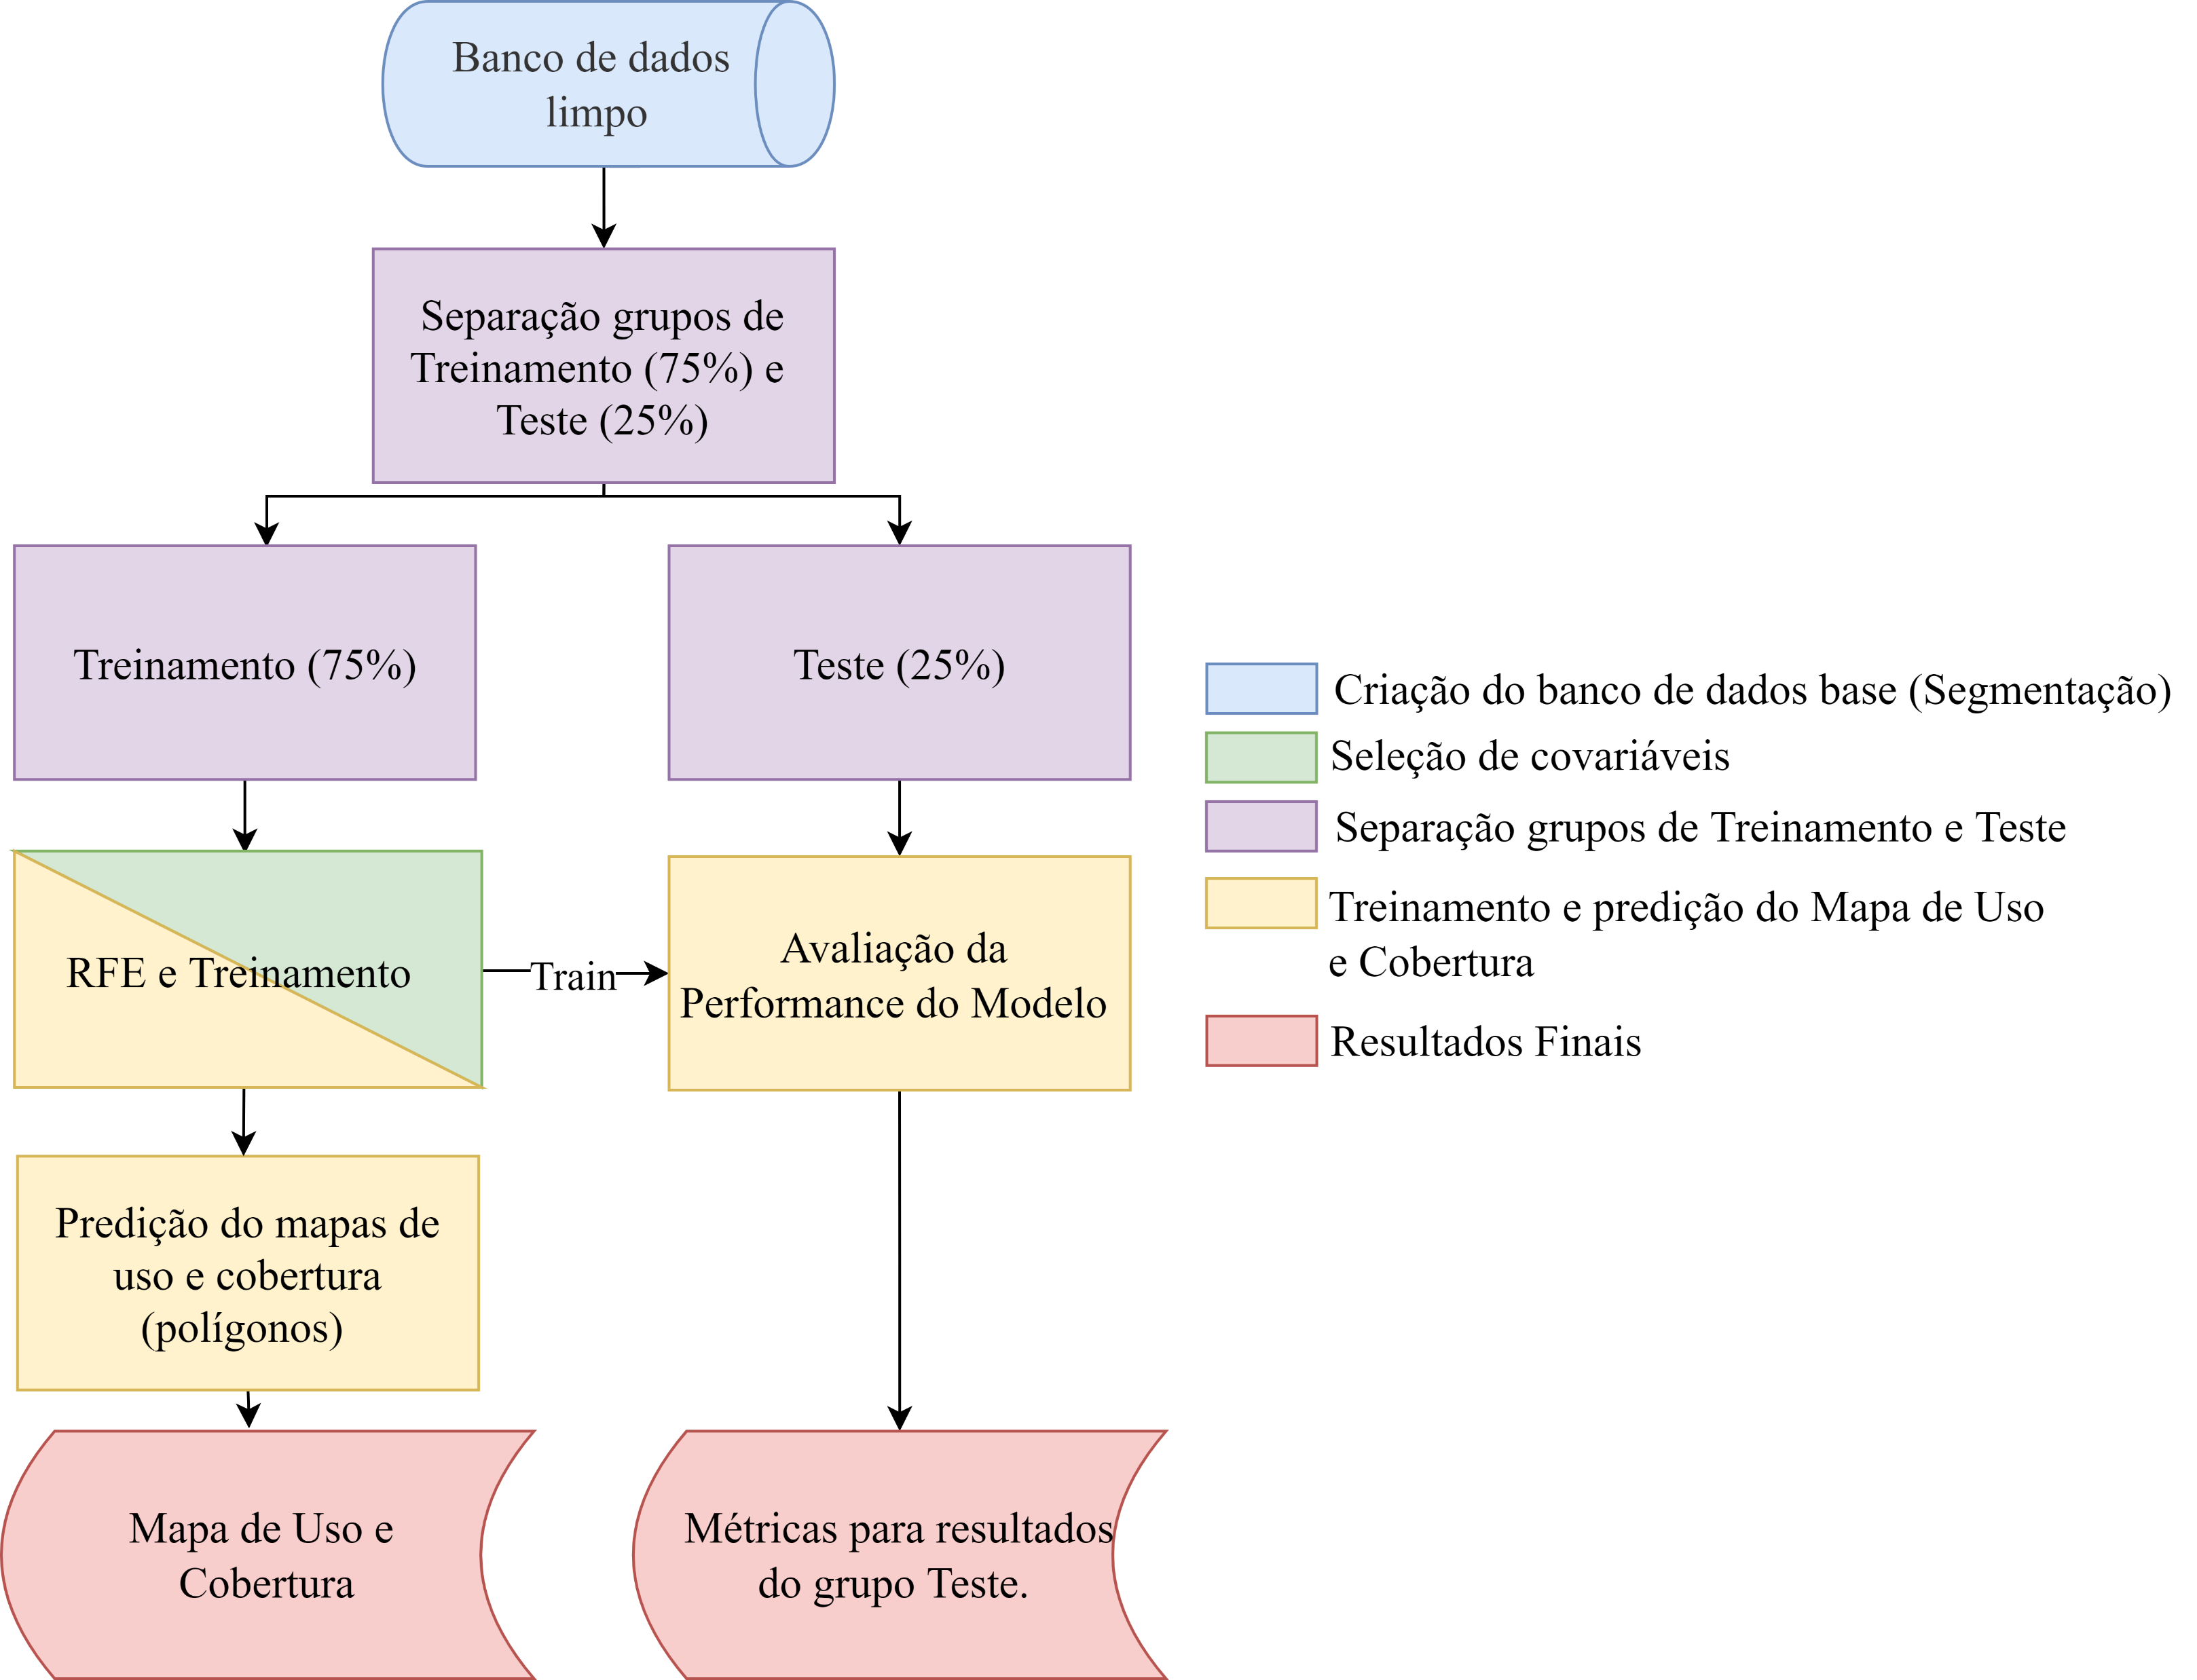 Banco de dados
limpo
Separação grupos de
Treinamento (75%) e
Teste (25%)
Treinamento (75%)
Teste (25%)
RFE e Treinamento
Train
Avaliação da
Performance do Modelo
Predição do mapas de
uso e cobertura
(polígonos)
Mapa de Uso e
Cobertura
Métricas para resultados
do grupo Teste.
Criação do banco de dados base (Segmentação)
Seleção de covariáveis
Separação grupos de Treinamento e Teste
Treinamento e predição do Mapa de Uso
e Cobertura
Resultados Finais